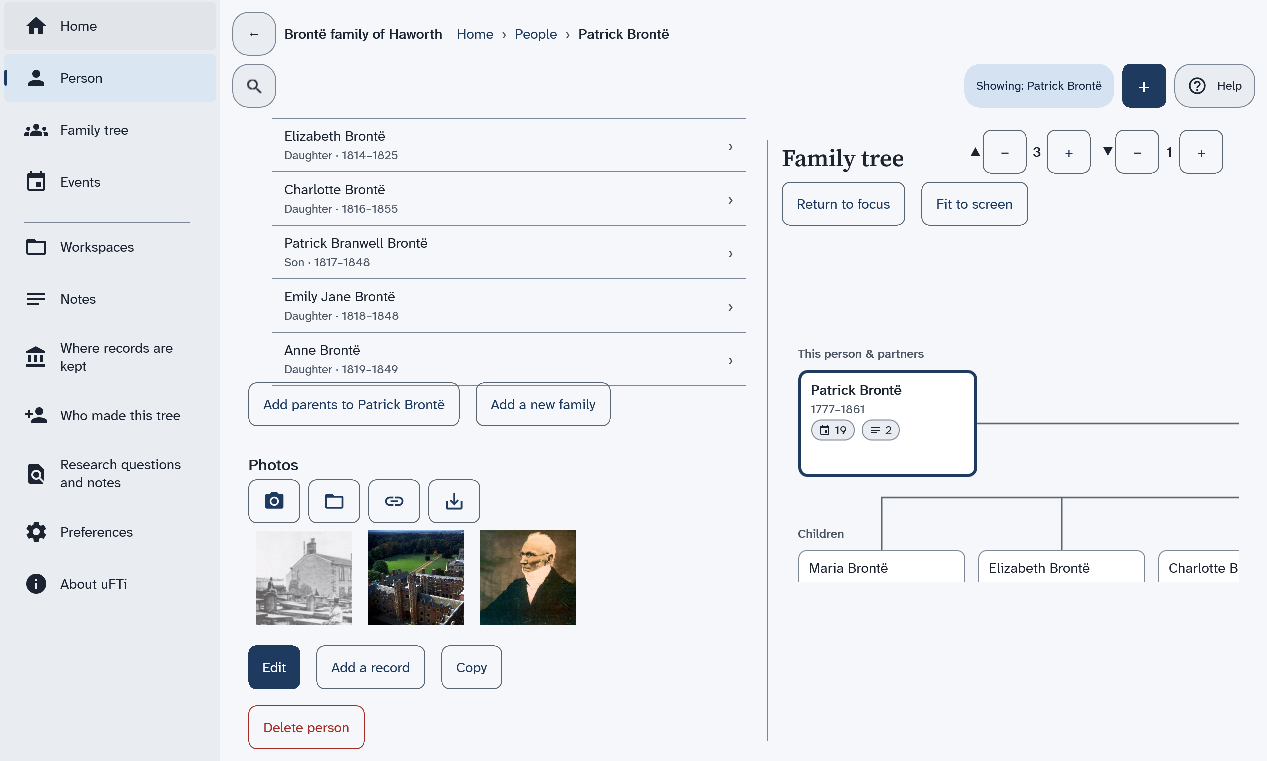 Home
Person
Family tree
Events
Workspaces
Notes
Where records are
kept
Who made this tree
Research questions
and notes
Preferences
About uFTi
← Brontë family of Haworth Home › People › Patrick Brontë
Showing: Patrick Brontë + Help
Elizabeth Brontë
Daughter · 1814–1825 ›
Charlotte Brontë
Daughter · 1816–1855 ›
Patrick Branwell Brontë
Son · 1817–1848 ›
Emily Jane Brontë
Daughter · 1818–1848 ›
Anne Brontë
Daughter · 1819–1849 ›
Add parents to Patrick Brontë Add a new family
Photos
Edit Add a record Copy
Delete person
Family tree ▲ − 3 + ▼ − 1 +
Return to focus Fit to screen
This person & partners
Patrick Brontë
1777–1861
19 2
Children
Maria Brontë Elizabeth Brontë Charlotte B